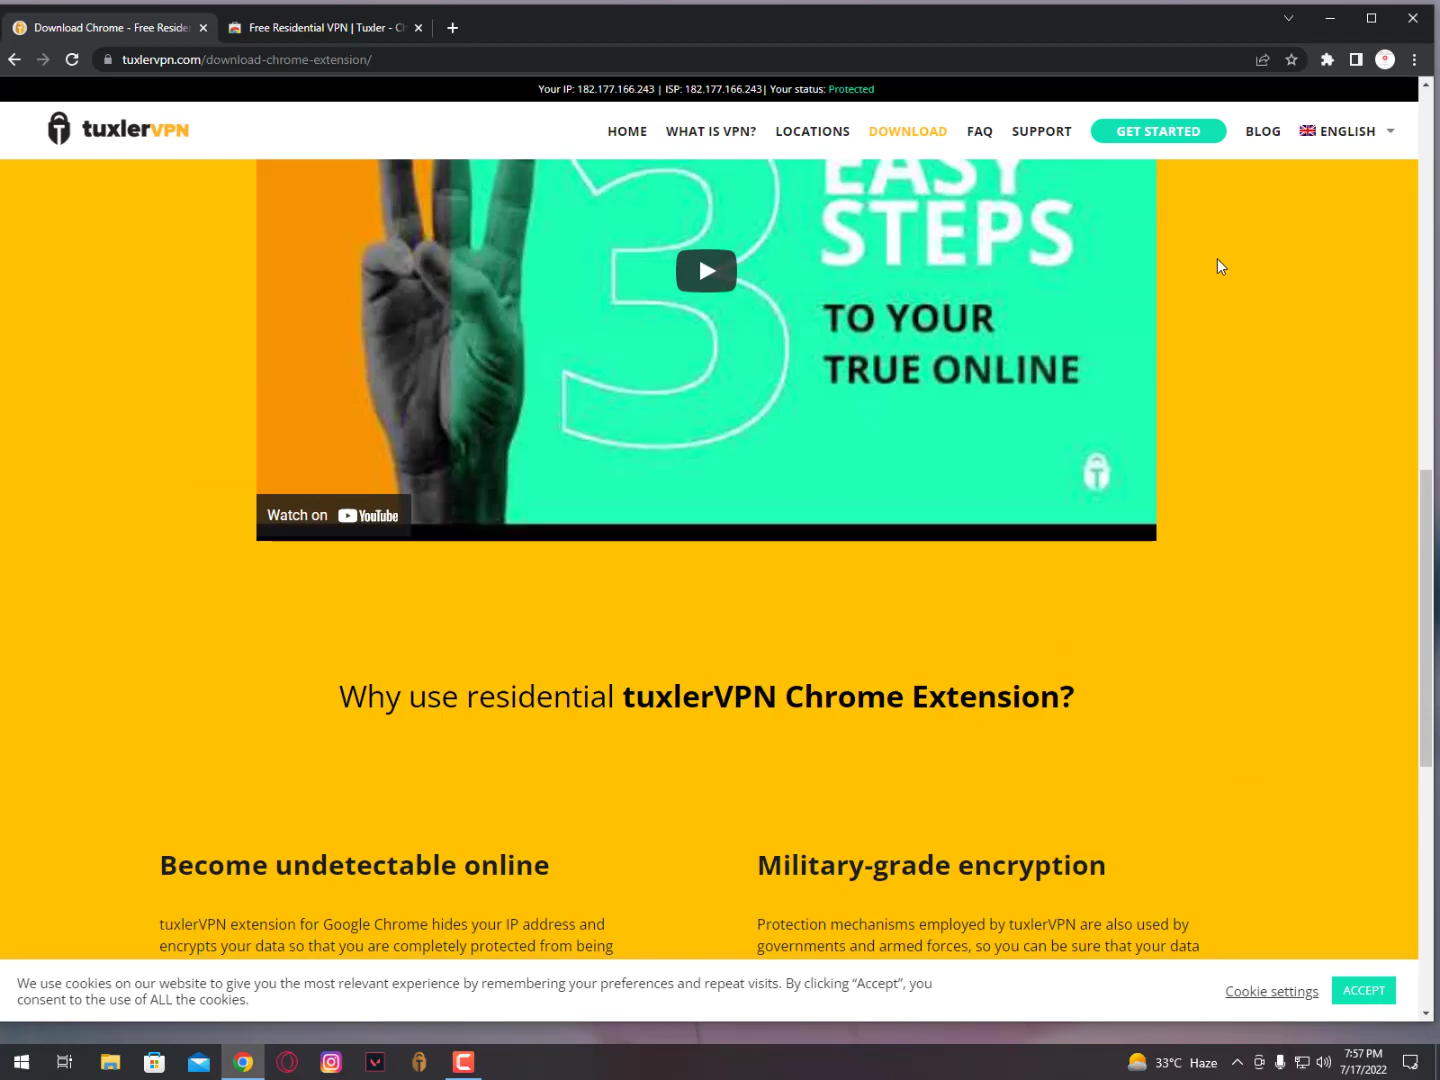 Download Chrome - Free Reside
Free Residential VPN | Tuxler - Ch
tuxlervpn.com/download-chrome-extension/
Your IP: 182.177.166.243 | ISP: 182.177.166.243| Your status: Protected
tuxlerVPN
HOME WHAT IS VPN? LOCATIONS DOWNLOAD FAQ SUPPORT GET STARTED BLOG ENGLISH
3
EASY
STEPS
TO YOUR
TRUE ONLINE
Watch on YouTube
Why use residential tuxlerVPN Chrome Extension?
Become undetectable online
tuxlerVPN extension for Google Chrome hides your IP address and
encrypts your data so that you are completely protected from being
Military-grade encryption
Protection mechanisms employed by tuxlerVPN are also used by
governments and armed forces, so you can be sure that your data
We use cookies on our website to give you the most relevant experience by remembering your preferences and repeat visits. By clicking “Accept”, you
consent to the use of ALL the cookies.
Cookie settings
ACCEPT
33°C Haze
7:57 PM
7/17/2022